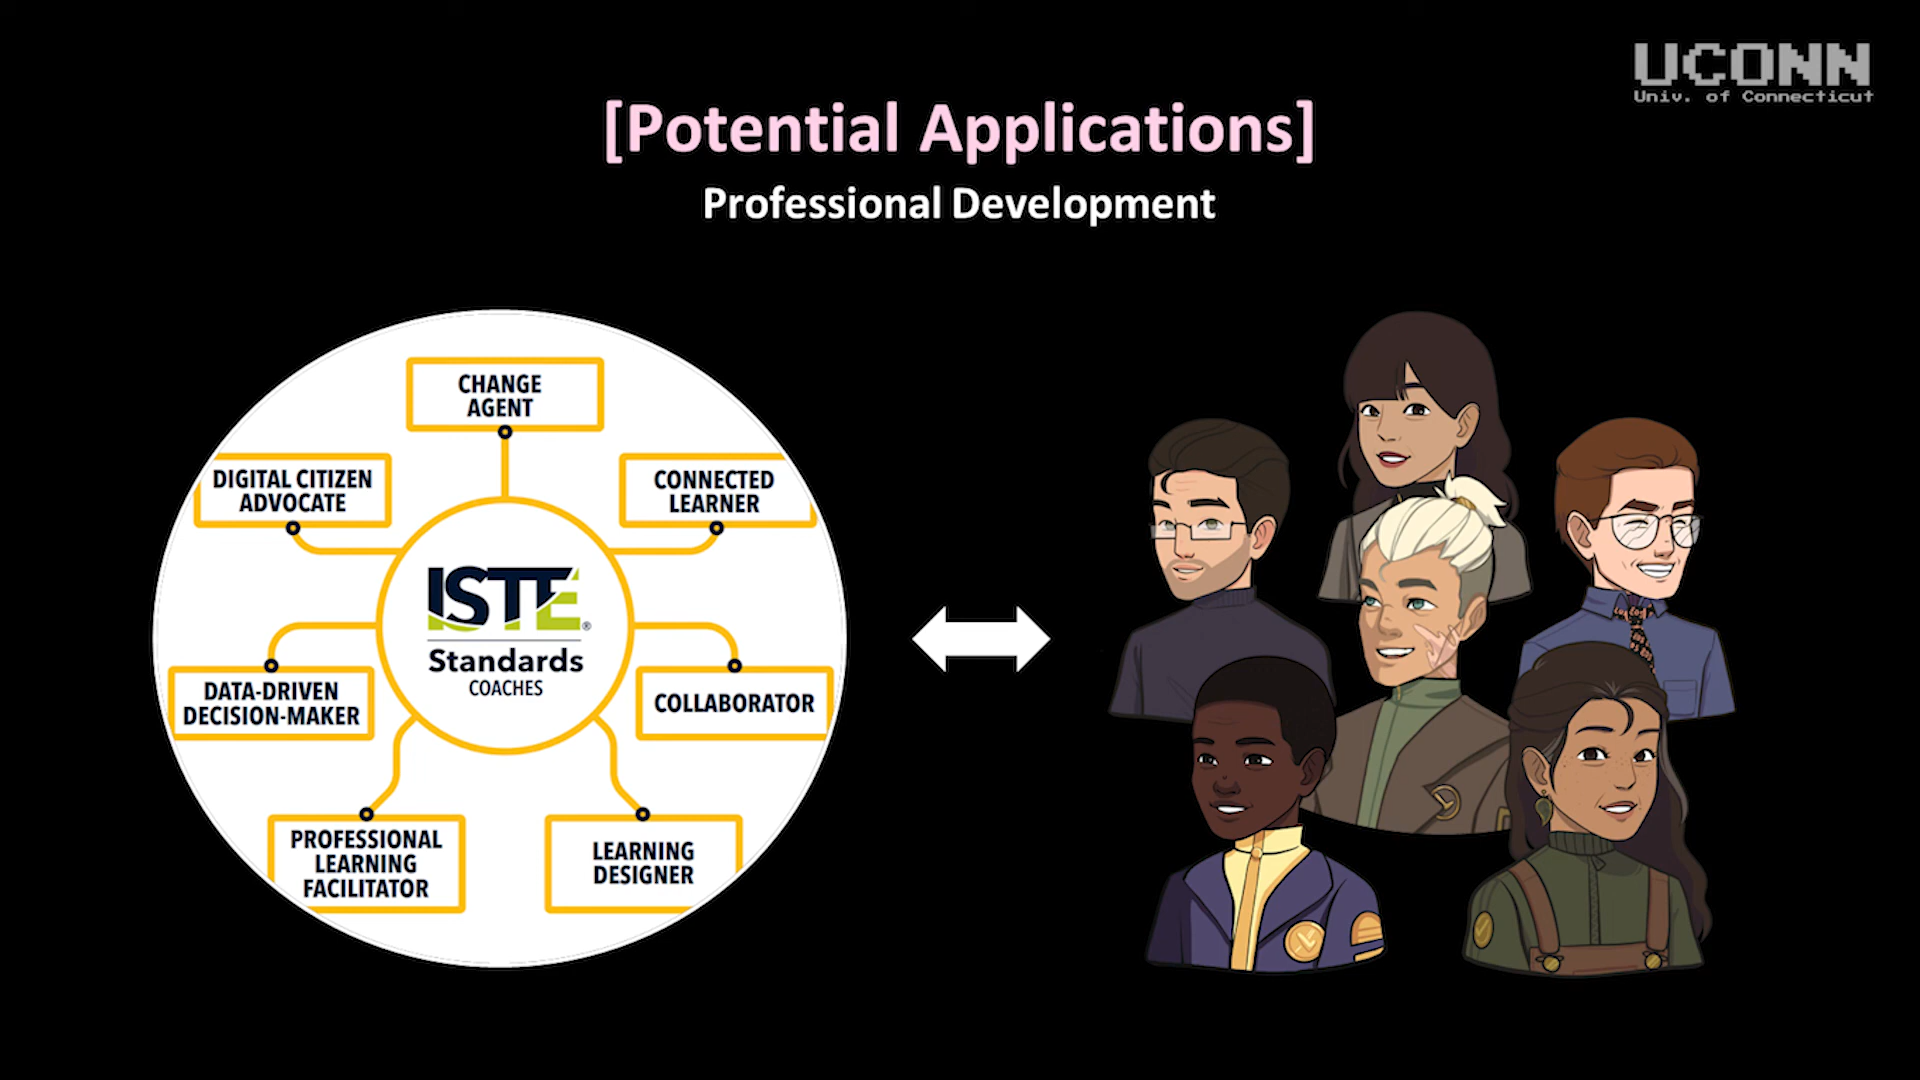 UCONN
Univ. of Connecticut
[Potential Applications]
Professional Development
CHANGE
AGENT
DIGITAL CITIZEN
ADVOCATE
CONNECTED
LEARNER
ISTE®
Standards
COACHES
DATA-DRIVEN
DECISION-MAKER
COLLABORATOR
PROFESSIONAL
LEARNING
FACILITATOR
LEARNING
DESIGNER